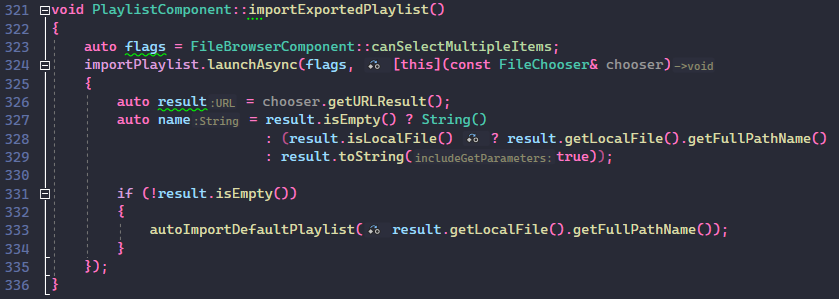 321 void PlaylistComponent::importExportedPlaylist()
322 {
323     auto flags = FileBrowserComponent::canSelectMultipleItems;
324     importPlaylist.launchAsync(flags, [this](const FileChooser& chooser)->void
325     {
326         auto result:URL = chooser.getURLResult();
327         auto name:String = result.isEmpty() ? String()
328                           : (result.isLocalFile() ? result.getLocalFile().getFullPathName()
329                           : result.toString(includeGetParameters:true));
330
331         if (!result.isEmpty())
332         {
333             autoImportDefaultPlaylist(result.getLocalFile().getFullPathName());
334         }
335     });
336 }